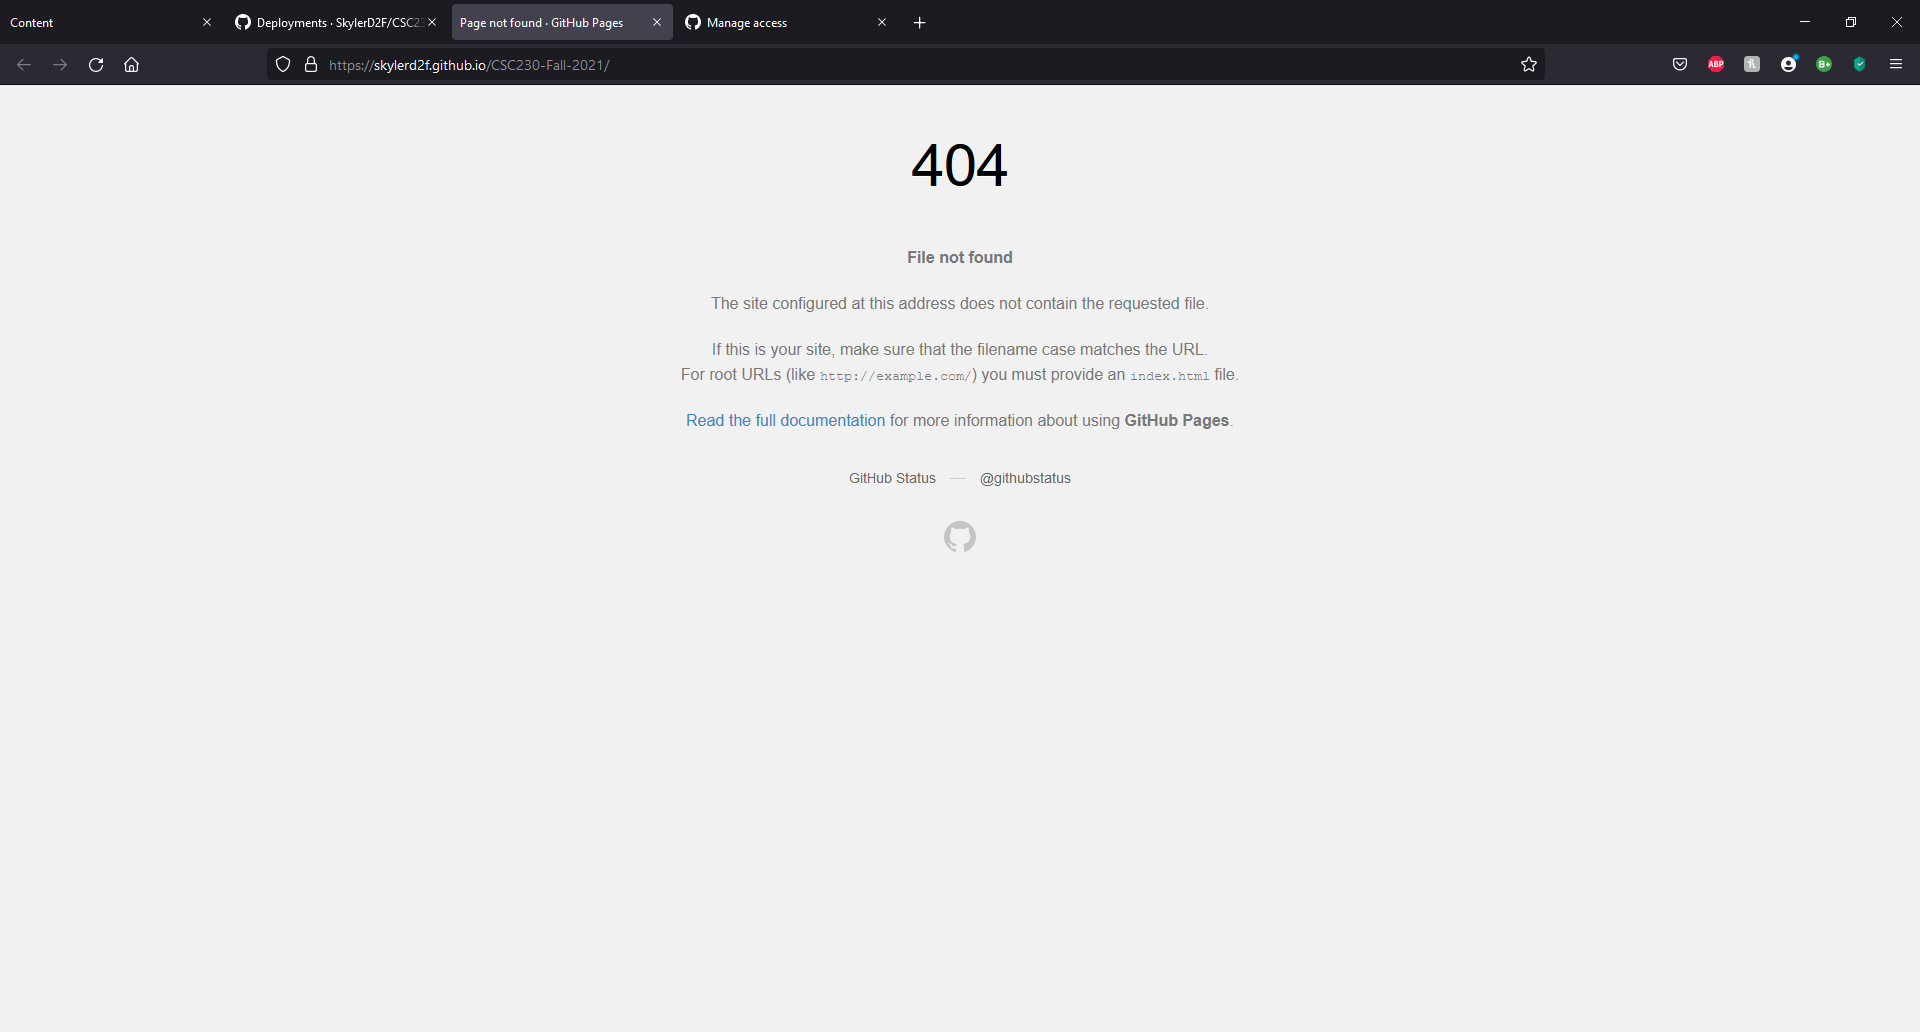 Content
Deployments · SkylerD2F/CSC23
Page not found · GitHub Pages
Manage access
https://skylerd2f.github.io/CSC230-Fall-2021/
ABP
B+
404
File not found
The site configured at this address does not contain the requested file.
If this is your site, make sure that the filename case matches the URL.
For root URLs (like http://example.com/) you must provide an index.html file.
Read the full documentation for more information about using GitHub Pages.
GitHub Status — @githubstatus